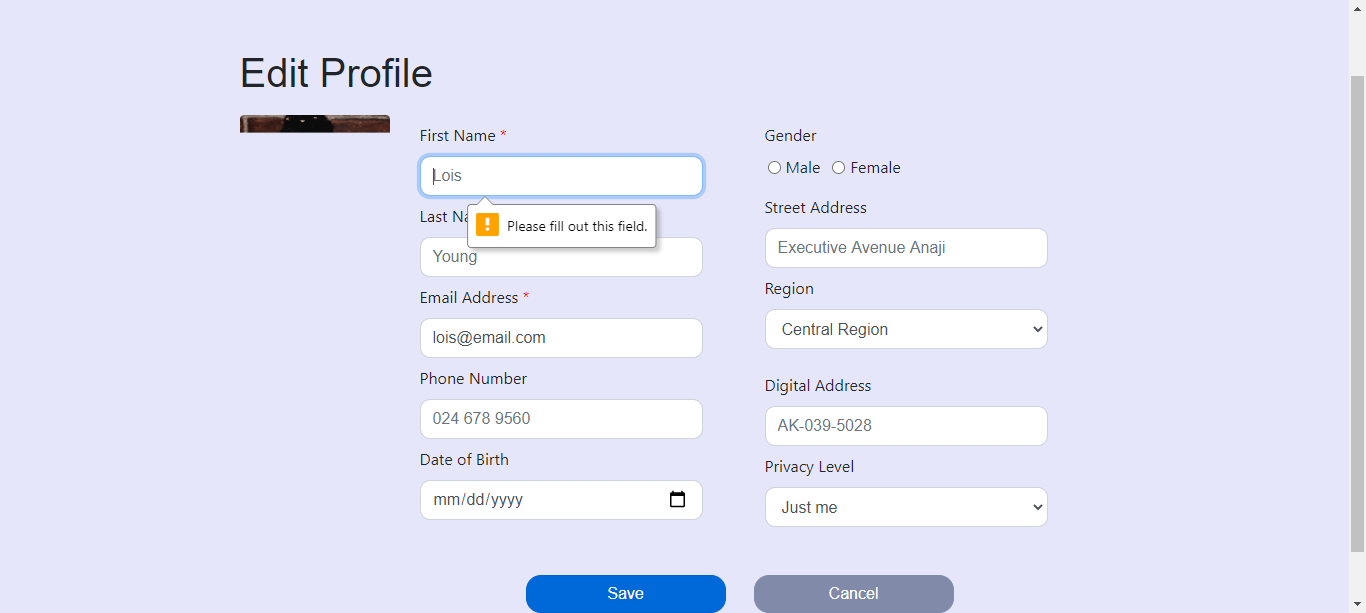 Edit Profile
First Name *
Lois
Please fill out this field.
Last Na
Young
Email Address *
lois@email.com
Phone Number
024 678 9560
Date of Birth
mm/dd/yyyy
Gender
Male Female
Street Address
Executive Avenue Anaji
Region
Central Region
Digital Address
AK-039-5028
Privacy Level
Just me
Save Cancel